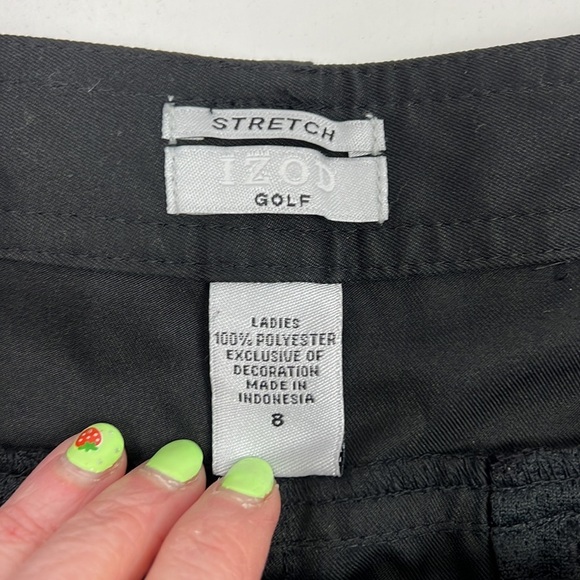 STRETCH
IZOD
GOLF
LADIES
100% POLYESTER
EXCLUSIVE OF
DECORATION
MADE IN
INDONESIA
8